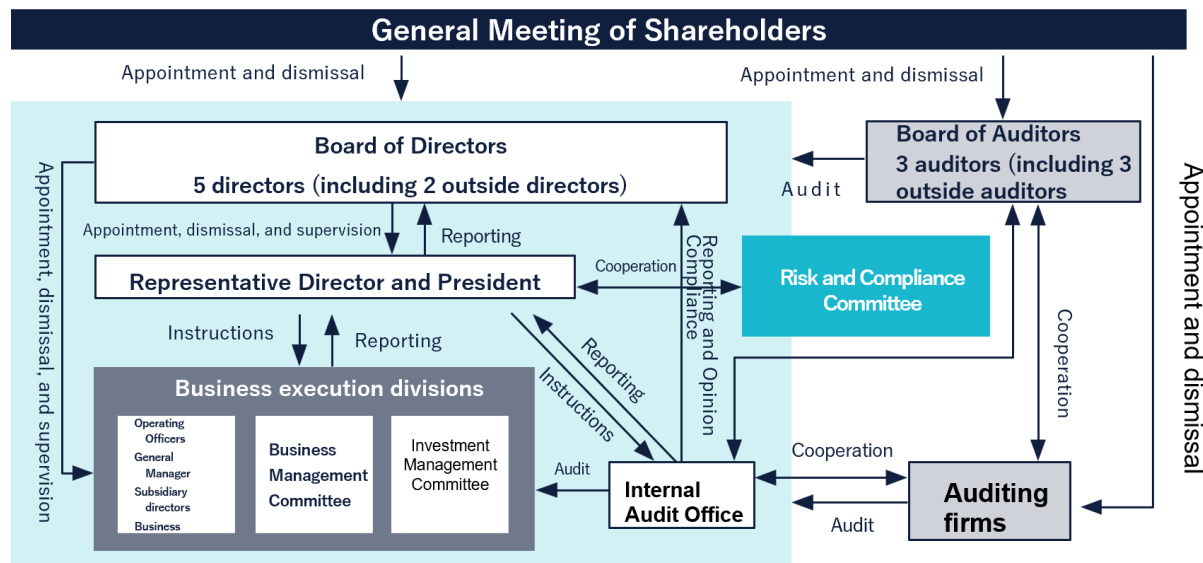 General Meeting of Shareholders
Appointment and dismissal
Appointment and dismissal
Appointment and dismissal
Board of Directors
5 directors (including 2 outside directors)
Board of Auditors
3 auditors (including 3
outside auditors
Audit
Appointment, dismissal, and supervision
Appointment, dismissal, and supervision
Reporting
Reporting and Opinion
Compliance
Representative Director and President
Cooperation
Risk and Compliance
Committee
Instructions
Reporting
Reporting
Instructions
Cooperation
Business execution divisions
Operating
Officers
General
Manager
Subsidiary
directors
Business
Business
Management
Committee
Investment
Management
Committee
Audit
Internal
Audit Office
Cooperation
Audit
Auditing
firms